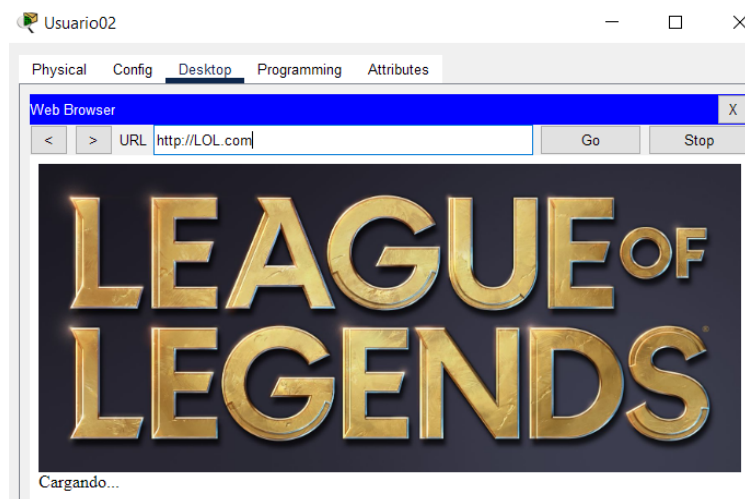 Usuario02
Physical Config Desktop Programming Attributes
Web Browser
X
< > URL http://LOL.com Go Stop
LEAGUE OF
LEGENDS
Cargando...